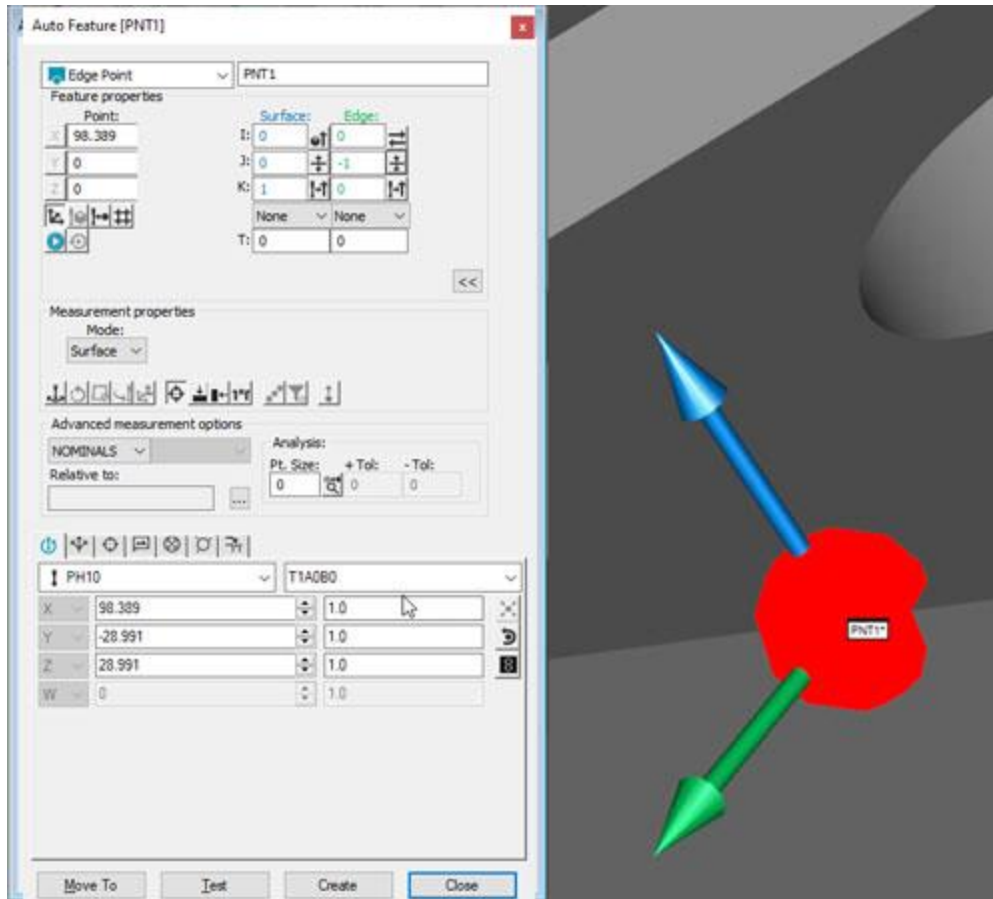 Auto Feature [PNT1]
x
Edge Point PNT1
Feature properties
Point: Surface: Edge:
X 98.389 I: 0 0
Y 0 J: 0 -1
Z 0 K: 1 0
None None
T: 0 0
<<
Measurement properties
Mode:
Surface
Advanced measurement options
NOMINALS
Analysis:
Relative to: Pt. Size: + Tol: - Tol:
0 0 0
...
PH10 T1A0B0
X 98.389 1.0
Y -28.991 1.0
Z 28.991 1.0
W 0 1.0
PNT1*
Move To Test Create Close